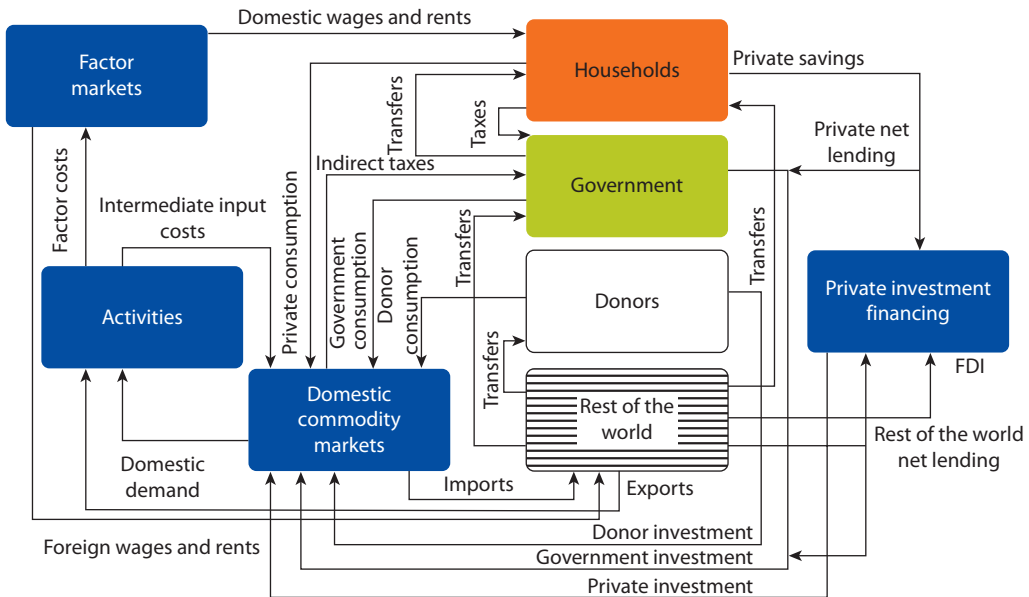 Domestic wages and rents
Factor
markets
Households
Private savings
Transfers
Taxes
Private net
lending
Indirect taxes
Government
Factor costs
Intermediate input
costs
Private consumption
Government
consumption
Donor
consumption
Transfers
Transfers
Activities
Donors
Private investment
financing
Transfers
FDI
Domestic
commodity
markets
Rest of the
world
Rest of the world
net lending
Domestic
demand
Imports
Exports
Donor investment
Foreign wages and rents
Government investment
Private investment